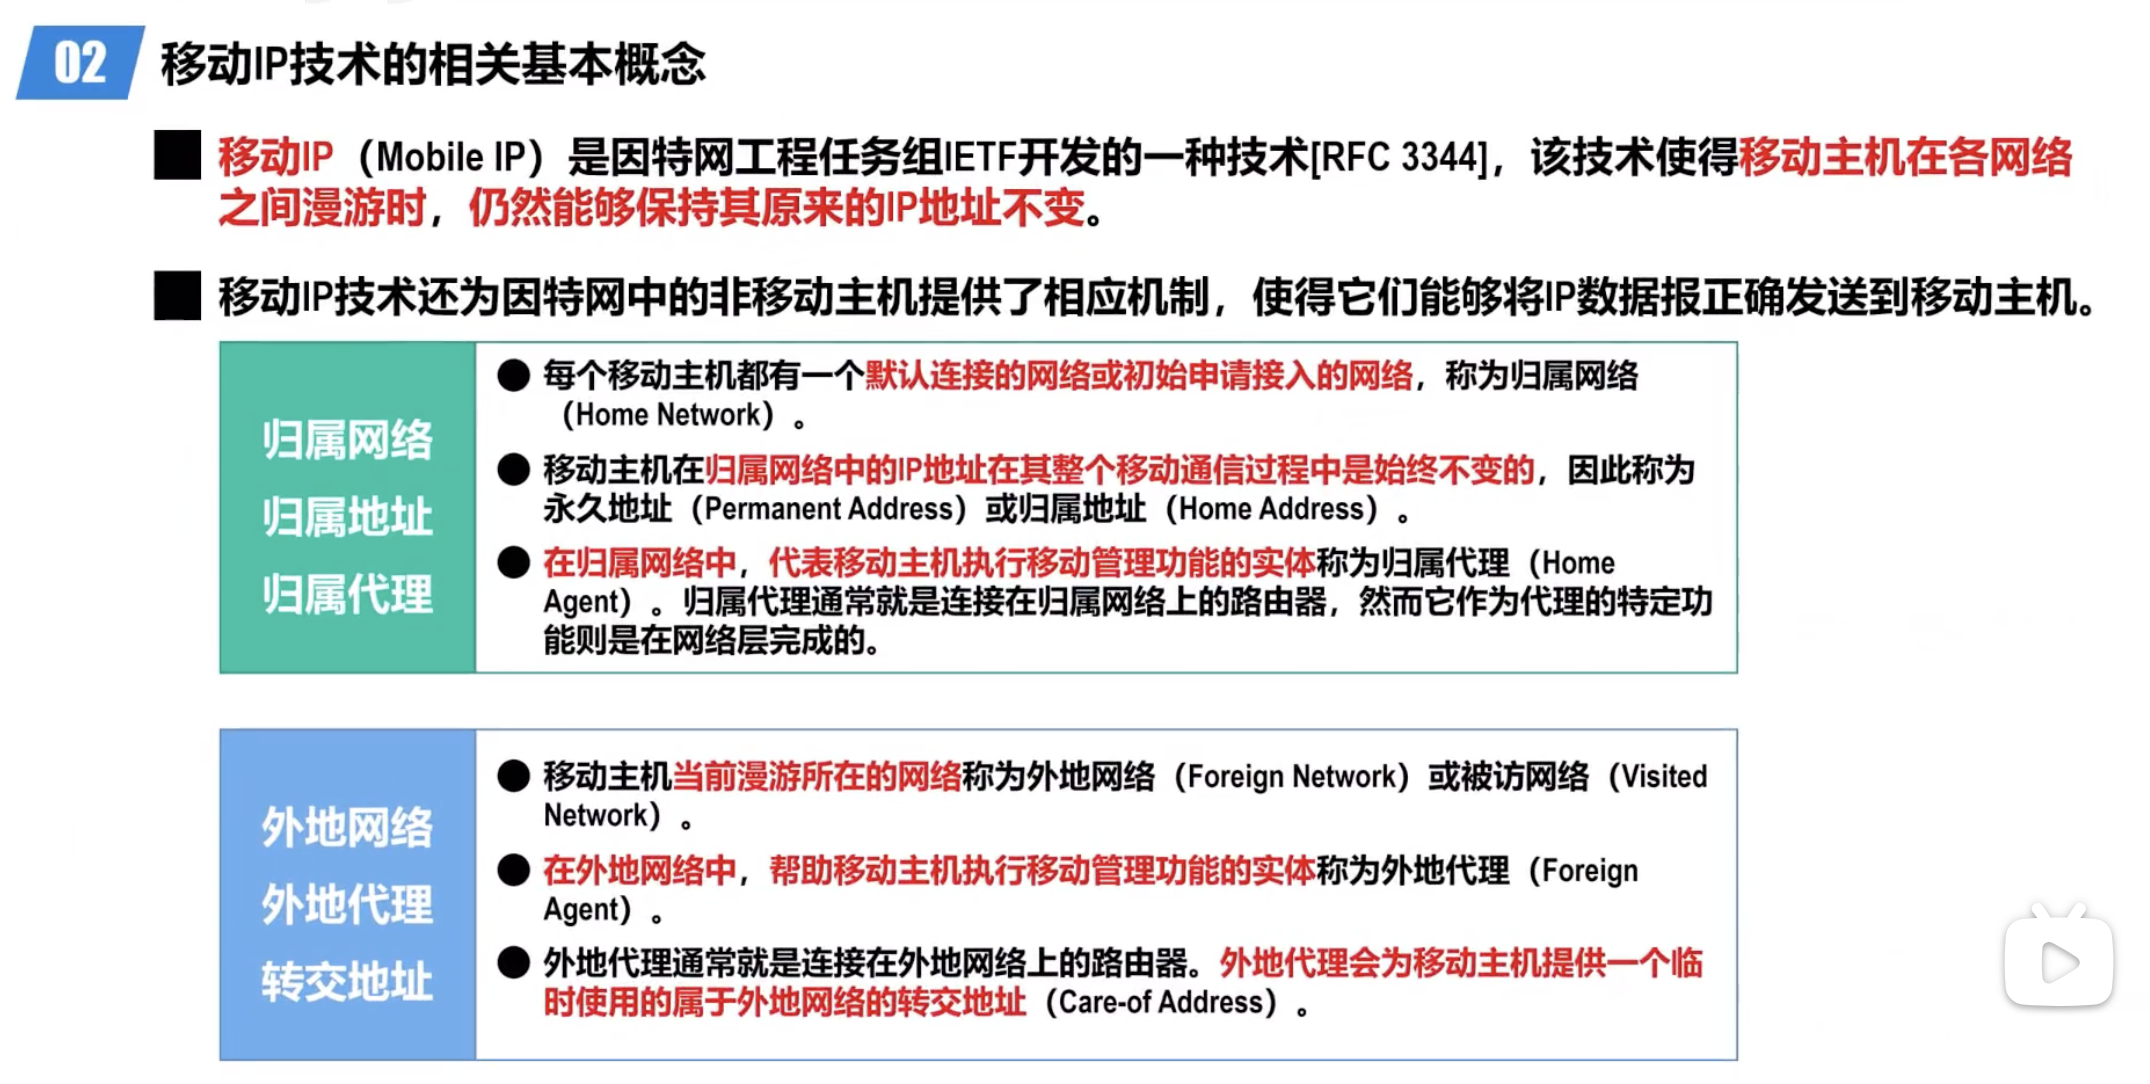 02 移动IP技术的相关基本概念
移动IP（Mobile IP）是因特网工程任务组IETF开发的一种技术[RFC 3344]，该技术使得移动主机在各网络
之间漫游时，仍然能够保持其原来的IP地址不变。
移动IP技术还为因特网中的非移动主机提供了相应机制，使得它们能够将IP数据报正确发送到移动主机。
归属网络
归属地址
归属代理
每个移动主机都有一个默认连接的网络或初始申请接入的网络，称为归属网络
（Home Network）。
移动主机在归属网络中的IP地址在其整个移动通信过程中是始终不变的，因此称为
永久地址（Permanent Address）或归属地址（Home Address）。
在归属网络中，代表移动主机执行移动管理功能的实体称为归属代理（Home
Agent）。归属代理通常就是连接在归属网络上的路由器，然而它作为代理的特定功
能则是在网络层完成的。
外地网络
外地代理
转交地址
移动主机当前漫游所在的网络称为外地网络（Foreign Network）或被访网络（Visited
Network）。
在外地网络中，帮助移动主机执行移动管理功能的实体称为外地代理（Foreign
Agent）。
外地代理通常就是连接在外地网络上的路由器。外地代理会为移动主机提供一个临
时使用的属于外地网络的转交地址（Care-of Address）。